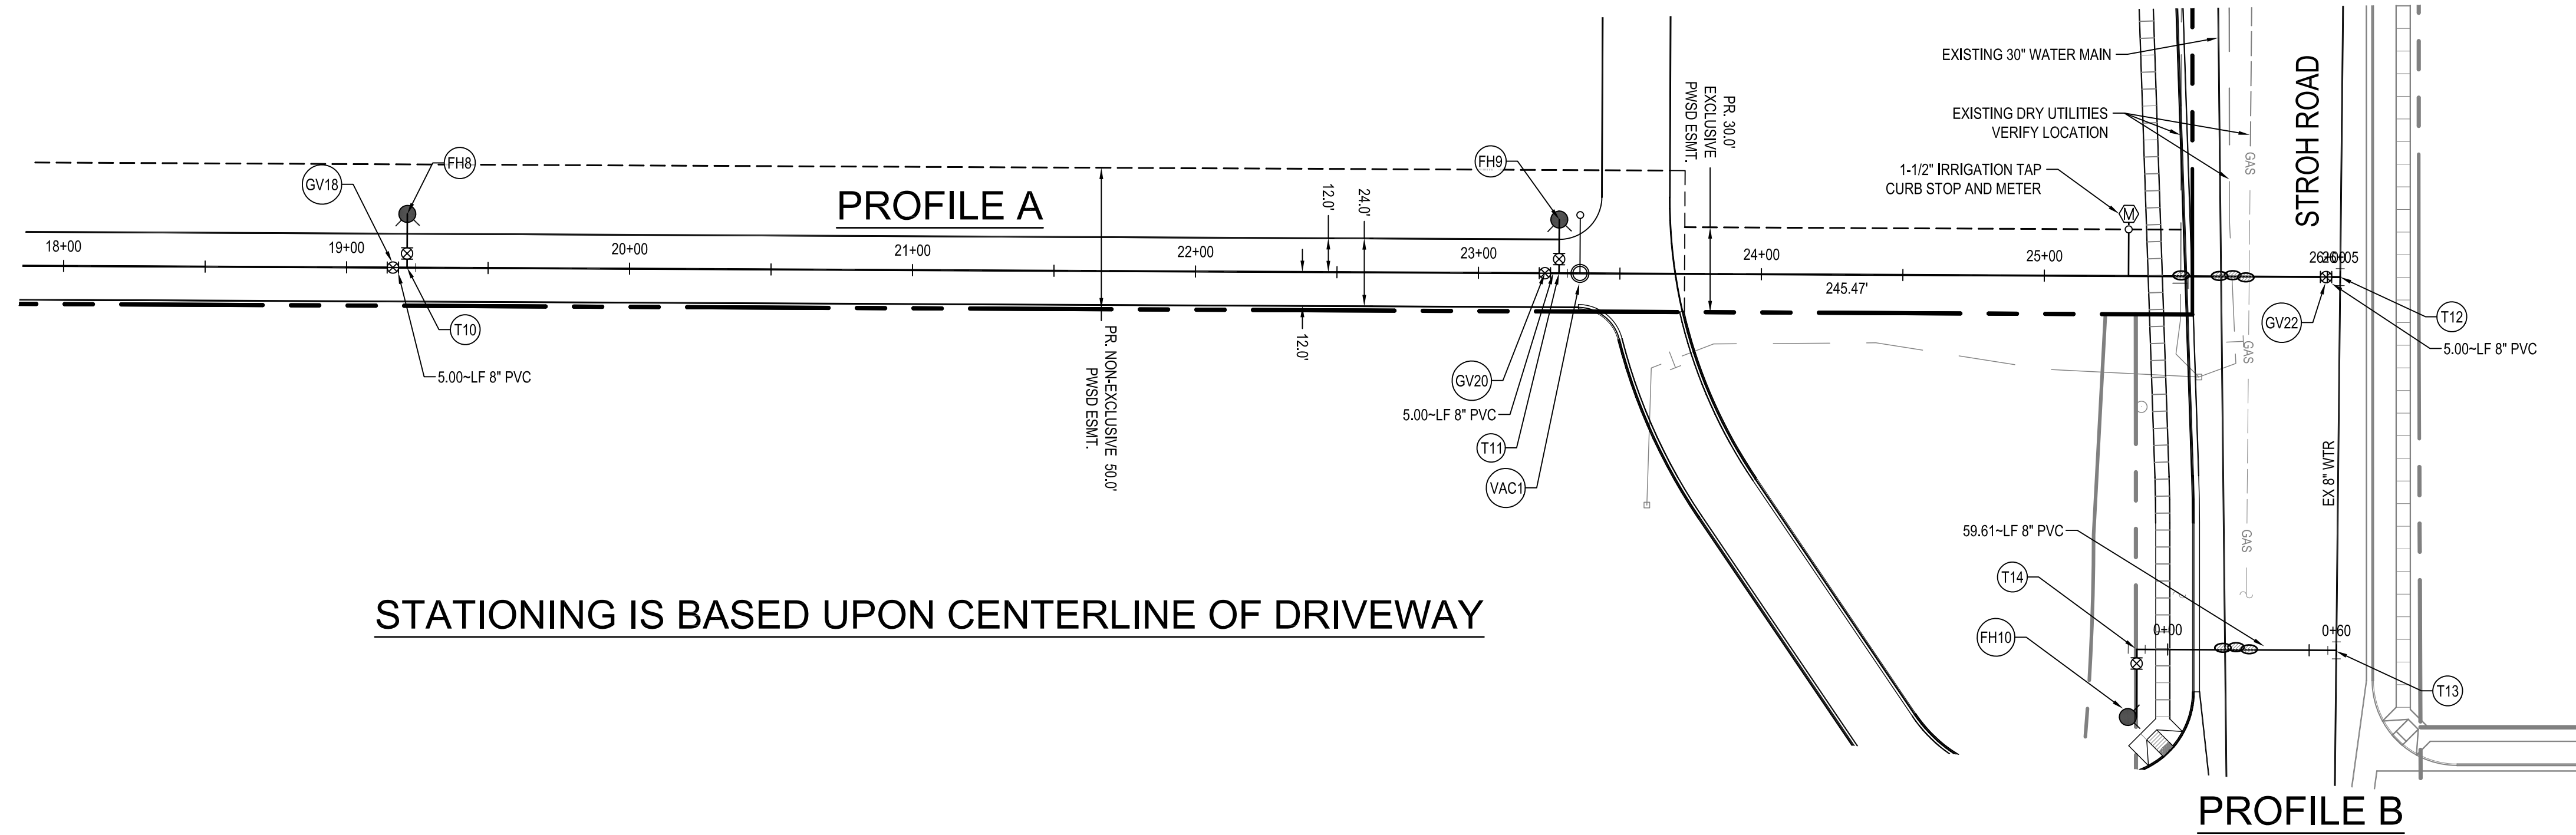 EXISTING 30" WATER MAIN
STROH ROAD
PR. 30.0'
EXCLUSIVE
PWSD ESMT.
EXISTING DRY UTILITIES
VERIFY LOCATION
GAS
1-1/2" IRRIGATION TAP
CURB STOP AND METER
M
FH8
FH9
GV18
PROFILE A
12.0'
24.0'
18+00
19+00
20+00
21+00
22+00
23+00
24+00
25+00
26+05
245.47'
T10
5.00~LF 8" PVC
12.0'
PR. NON-EXCLUSIVE 50.0'
PWSD ESMT.
GV20
5.00~LF 8" PVC
T11
VAC1
GV22
T12
5.00~LF 8" PVC
GAS
EX 8" WTR
GAS
59.61~LF 8" PVC
T14
FH10
0+00
0+60
T13
STATIONING IS BASED UPON CENTERLINE OF DRIVEWAY
PROFILE B